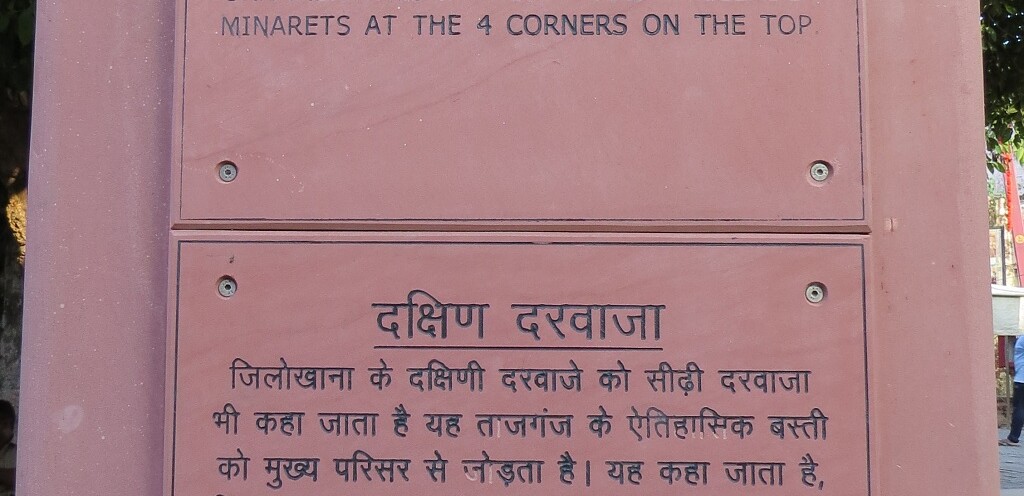 MINARETS AT THE 4 CORNERS ON THE TOP.
दक्षिण दरवाजा
जिलोखाना के दक्षिणी दरवाजे को सीढ़ी दरवाजा
भी कहा जाता है यह ताजगंज के ऐतिहासिक बस्ती
को मुख्य परिसर से जोड़ता है| यह कहा जाता है,